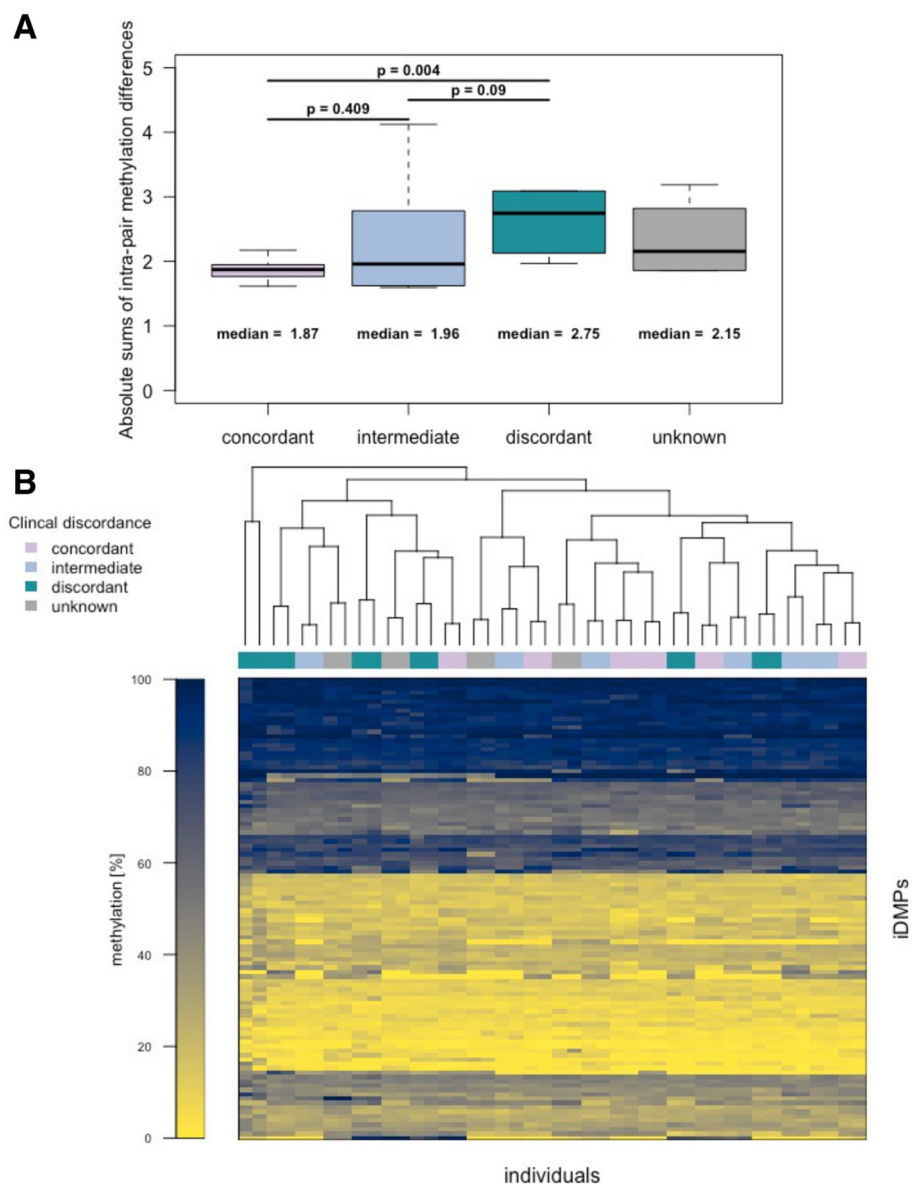 A
Absolute sums of intra-pair methylation differences
5
4
3
2
1
0
p = 0.004
p = 0.09
p = 0.409
median = 1.87
median = 1.96
median = 2.75
median = 2.15
concordant
intermediate
discordant
unknown
B
Clincal discordance
concordant
intermediate
discordant
unknown
methylation [%]
100
80
60
40
20
0
iDMPs
individuals